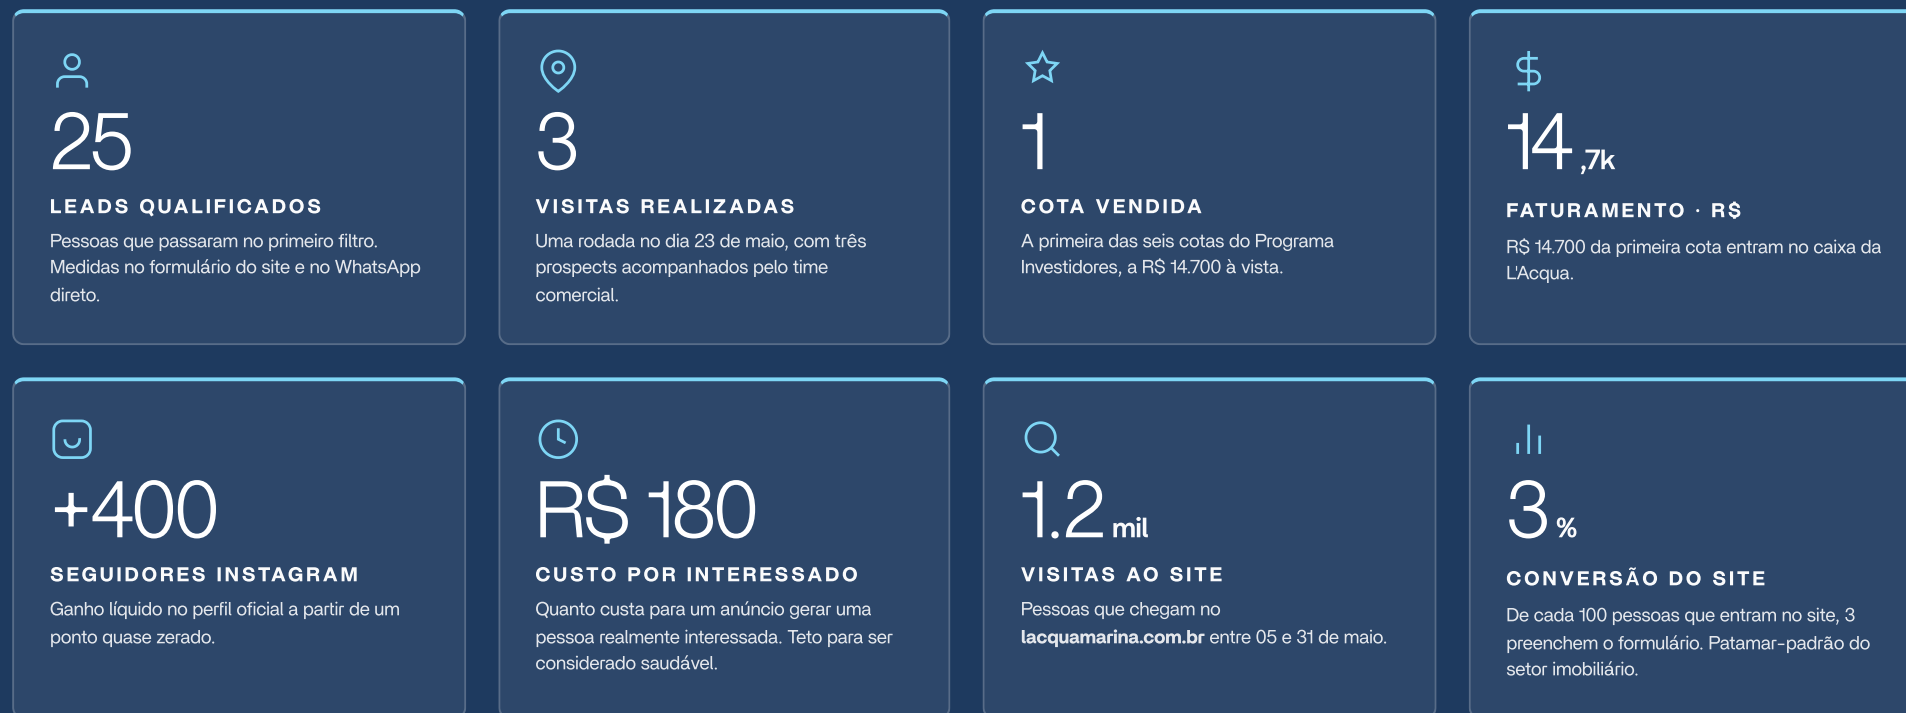 25
LEADS QUALIFICADOS
Pessoas que passaram no primeiro filtro.
Medidas no formulário do site e no WhatsApp
direto.
3
VISITAS REALIZADAS
Uma rodada no dia 23 de maio, com três
prospects acompanhados pelo time
comercial.
1
COTA VENDIDA
A primeira das seis cotas do Programa
Investidores, a R$ 14.700 à vista.
14 ,7k
FATURAMENTO · R$
R$ 14.700 da primeira cota entram no caixa da
L'Acqua.
+400
SEGUIDORES INSTAGRAM
Ganho líquido no perfil oficial a partir de um
ponto quase zerado.
R$ 180
CUSTO POR INTERESSADO
Quanto custa para um anúncio gerar uma
pessoa realmente interessada. Teto para ser
considerado saudável.
1.2 mil
VISITAS AO SITE
Pessoas que chegam no
lacquamarina.com.br entre 05 e 31 de maio.
3 %
CONVERSÃO DO SITE
De cada 100 pessoas que entram no site, 3
preenchem o formulário. Patamar-padrão do
setor imobiliário.